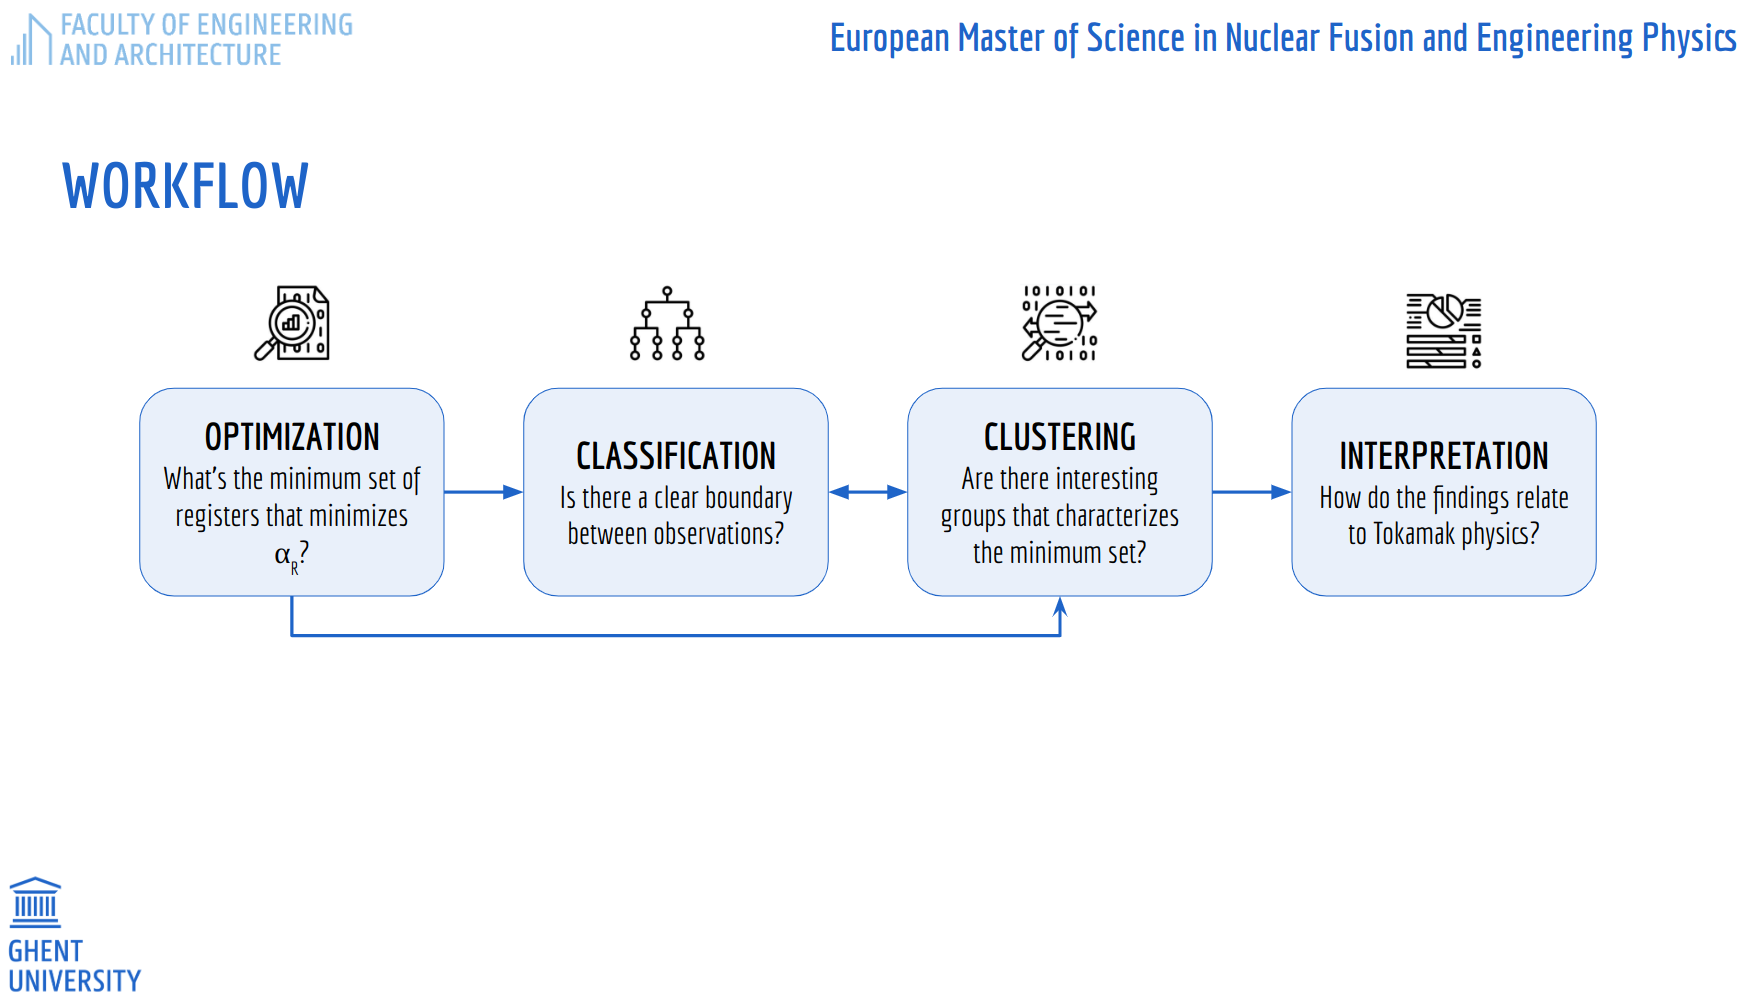 FACULTY OF ENGINEERING
AND ARCHITECTURE
European Master of Science in Nuclear Fusion and Engineering Physics
WORKFLOW
OPTIMIZATION
What's the minimum set of
registers that minimizes
αR?
CLASSIFICATION
Is there a clear boundary
between observations?
CLUSTERING
Are there interesting
groups that characterizes
the minimum set?
INTERPRETATION
How do the findings relate
to Tokamak physics?
GHENT
UNIVERSITY